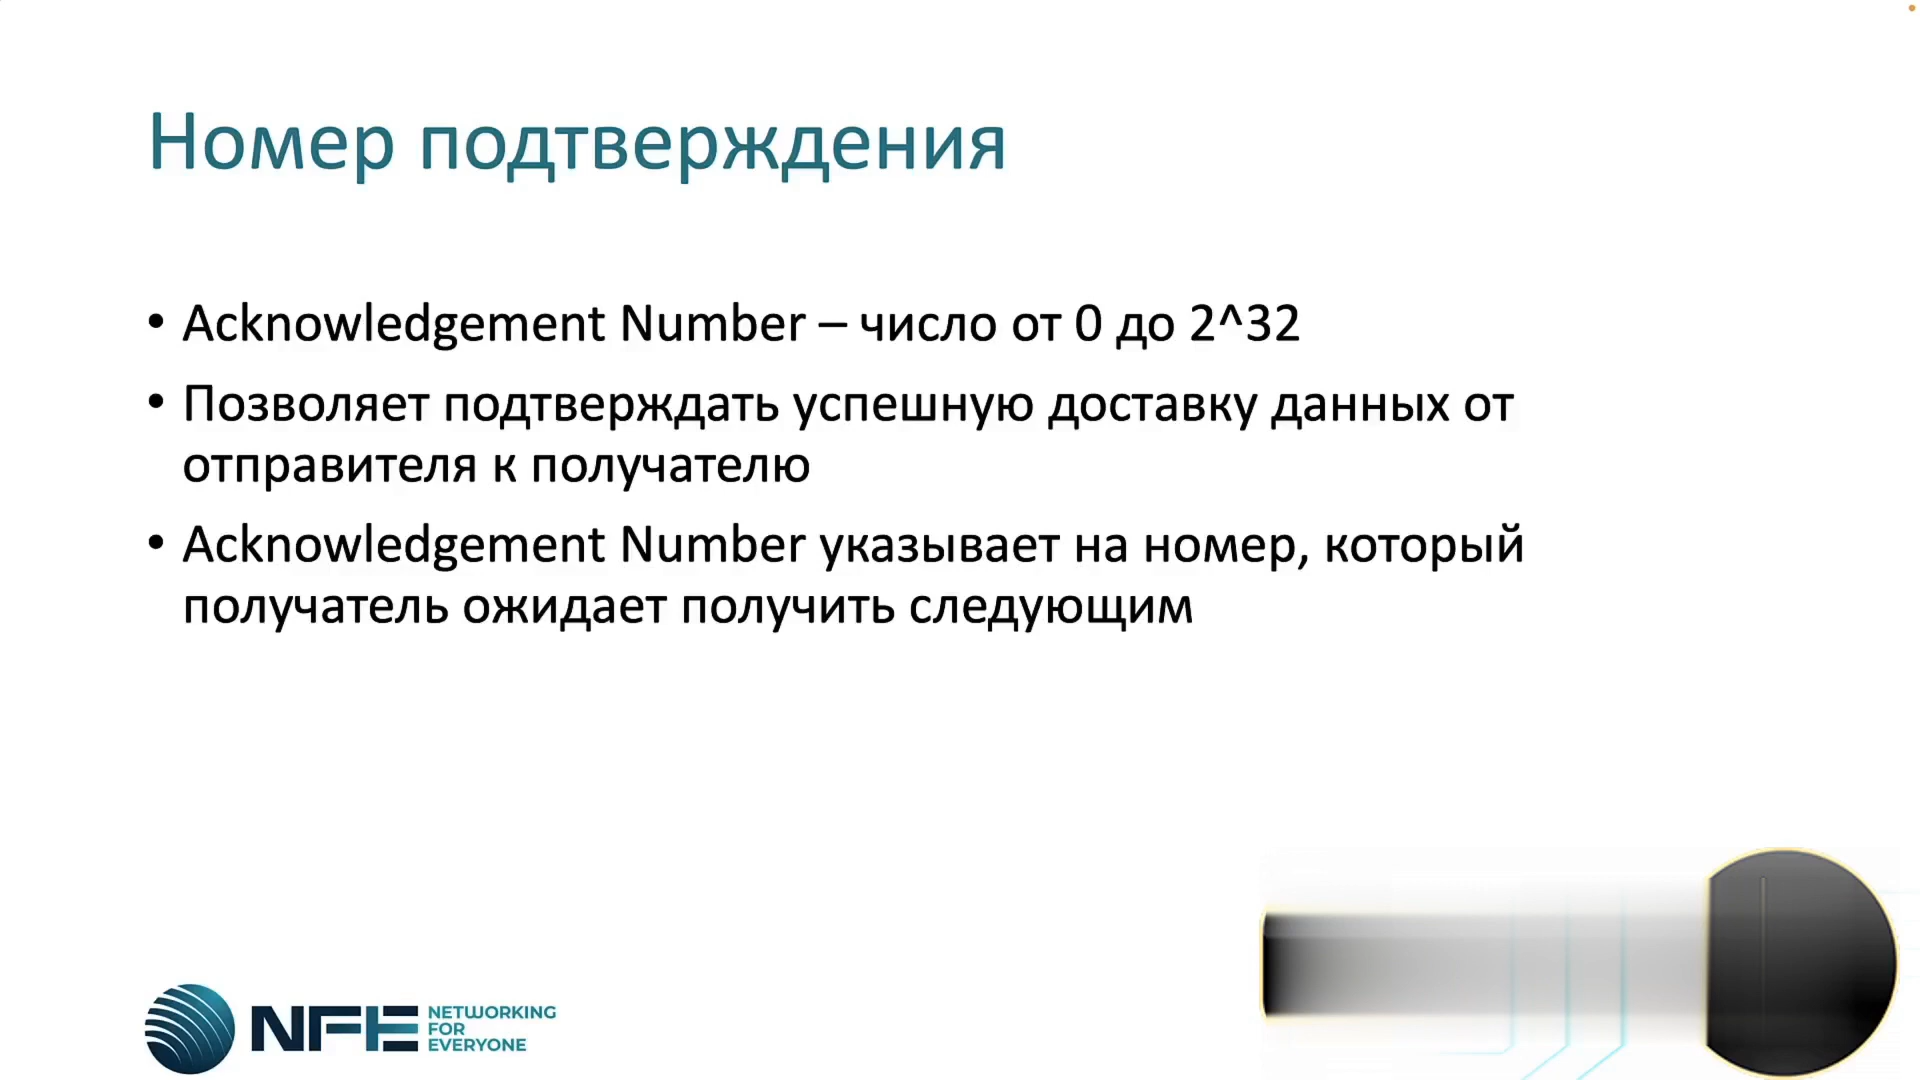 Номер подтверждения
• Acknowledgement Number – число от 0 до 2^32
• Позволяет подтверждать успешную доставку данных от
отправителя к получателю
• Acknowledgement Number указывает на номер, который
получатель ожидает получить следующим
NFE
NETWORKING
FOR
EVERYONE